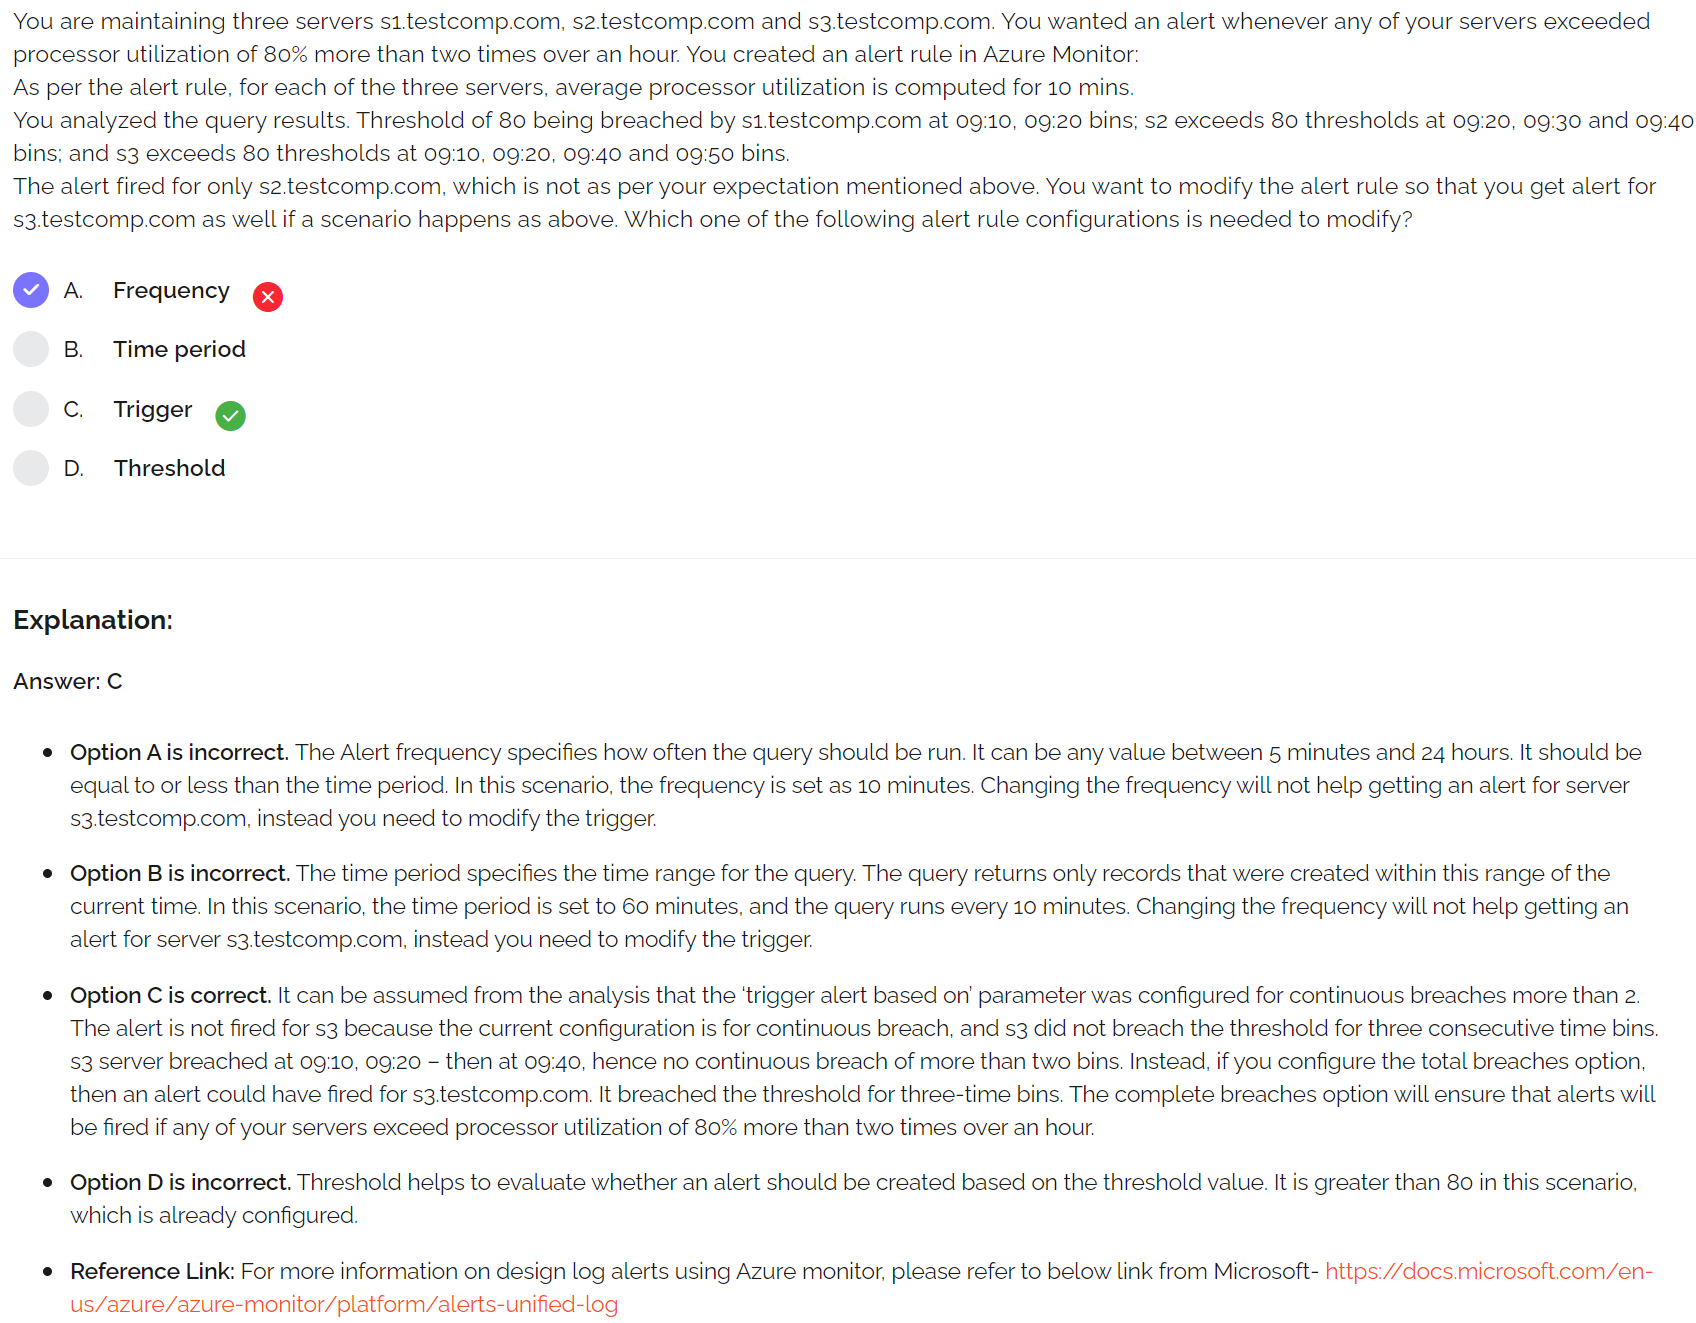 You are maintaining three servers s1.testcomp.com, s2.testcomp.com and s3.testcomp.com. You wanted an alert whenever any of your servers exceeded
processor utilization of 80% more than two times over an hour. You created an alert rule in Azure Monitor:
As per the alert rule, for each of the three servers, average processor utilization is computed for 10 mins.
You analyzed the query results. Threshold of 80 being breached by s1.testcomp.com at 09:10, 09:20 bins; s2 exceeds 80 thresholds at 09:20, 09:30 and 09:40
bins; and s3 exceeds 80 thresholds at 09:10, 09:20, 09:40 and 09:50 bins.
The alert fired for only s2.testcomp.com, which is not as per your expectation mentioned above. You want to modify the alert rule so that you get alert for
s3.testcomp.com as well if a scenario happens as above. Which one of the following alert rule configurations is needed to modify?
A. Frequency
B. Time period
C. Trigger
D. Threshold
Explanation:
Answer: C
• Option A is incorrect. The Alert frequency specifies how often the query should be run. It can be any value between 5 minutes and 24 hours. It should be
equal to or less than the time period. In this scenario, the frequency is set as 10 minutes. Changing the frequency will not help getting an alert for server
s3.testcomp.com, instead you need to modify the trigger.
• Option B is incorrect. The time period specifies the time range for the query. The query returns only records that were created within this range of the
current time. In this scenario, the time period is set to 60 minutes, and the query runs every 10 minutes. Changing the frequency will not help getting an
alert for server s3.testcomp.com, instead you need to modify the trigger.
• Option C is correct. It can be assumed from the analysis that the ‘trigger alert based on’ parameter was configured for continuous breaches more than 2.
The alert is not fired for s3 because the current configuration is for continuous breach, and s3 did not breach the threshold for three consecutive time bins.
s3 server breached at 09:10, 09:20 – then at 09:40, hence no continuous breach of more than two bins. Instead, if you configure the total breaches option,
then an alert could have fired for s3.testcomp.com. It breached the threshold for three-time bins. The complete breaches option will ensure that alerts will
be fired if any of your servers exceed processor utilization of 80% more than two times over an hour.
• Option D is incorrect. Threshold helps to evaluate whether an alert should be created based on the threshold value. It is greater than 80 in this scenario,
which is already configured.
• Reference Link: For more information on design log alerts using Azure monitor, please refer to below link from Microsoft- https://docs.microsoft.com/en-
us/azure/azure-monitor/platform/alerts-unified-log